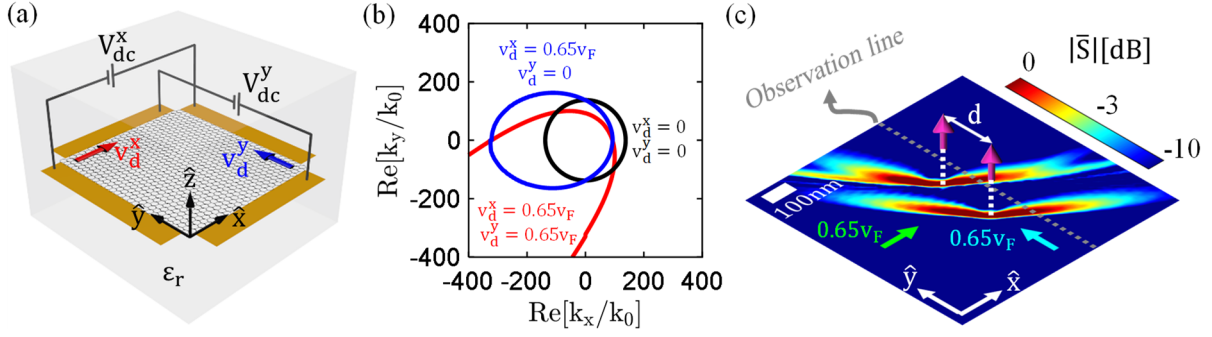 (a)
V_dc^x
V_dc^y
v_d^x
v_d^y
ẑ
ŷ
x̂
ε_r
(b)
400
200
0
-200
-400
-400 -200 0 200 400
Re[k_y/k_0]
Re[k_x/k_0]
v_d^x = 0.65v_F
v_d^y = 0
v_d^x = 0
v_d^y = 0
v_d^x = 0.65v_F
v_d^y = 0.65v_F
(c)
Observation line
|S̄|[dB]
0
-3
-10
d
100nm
0.65v_F
0.65v_F
ŷ
x̂